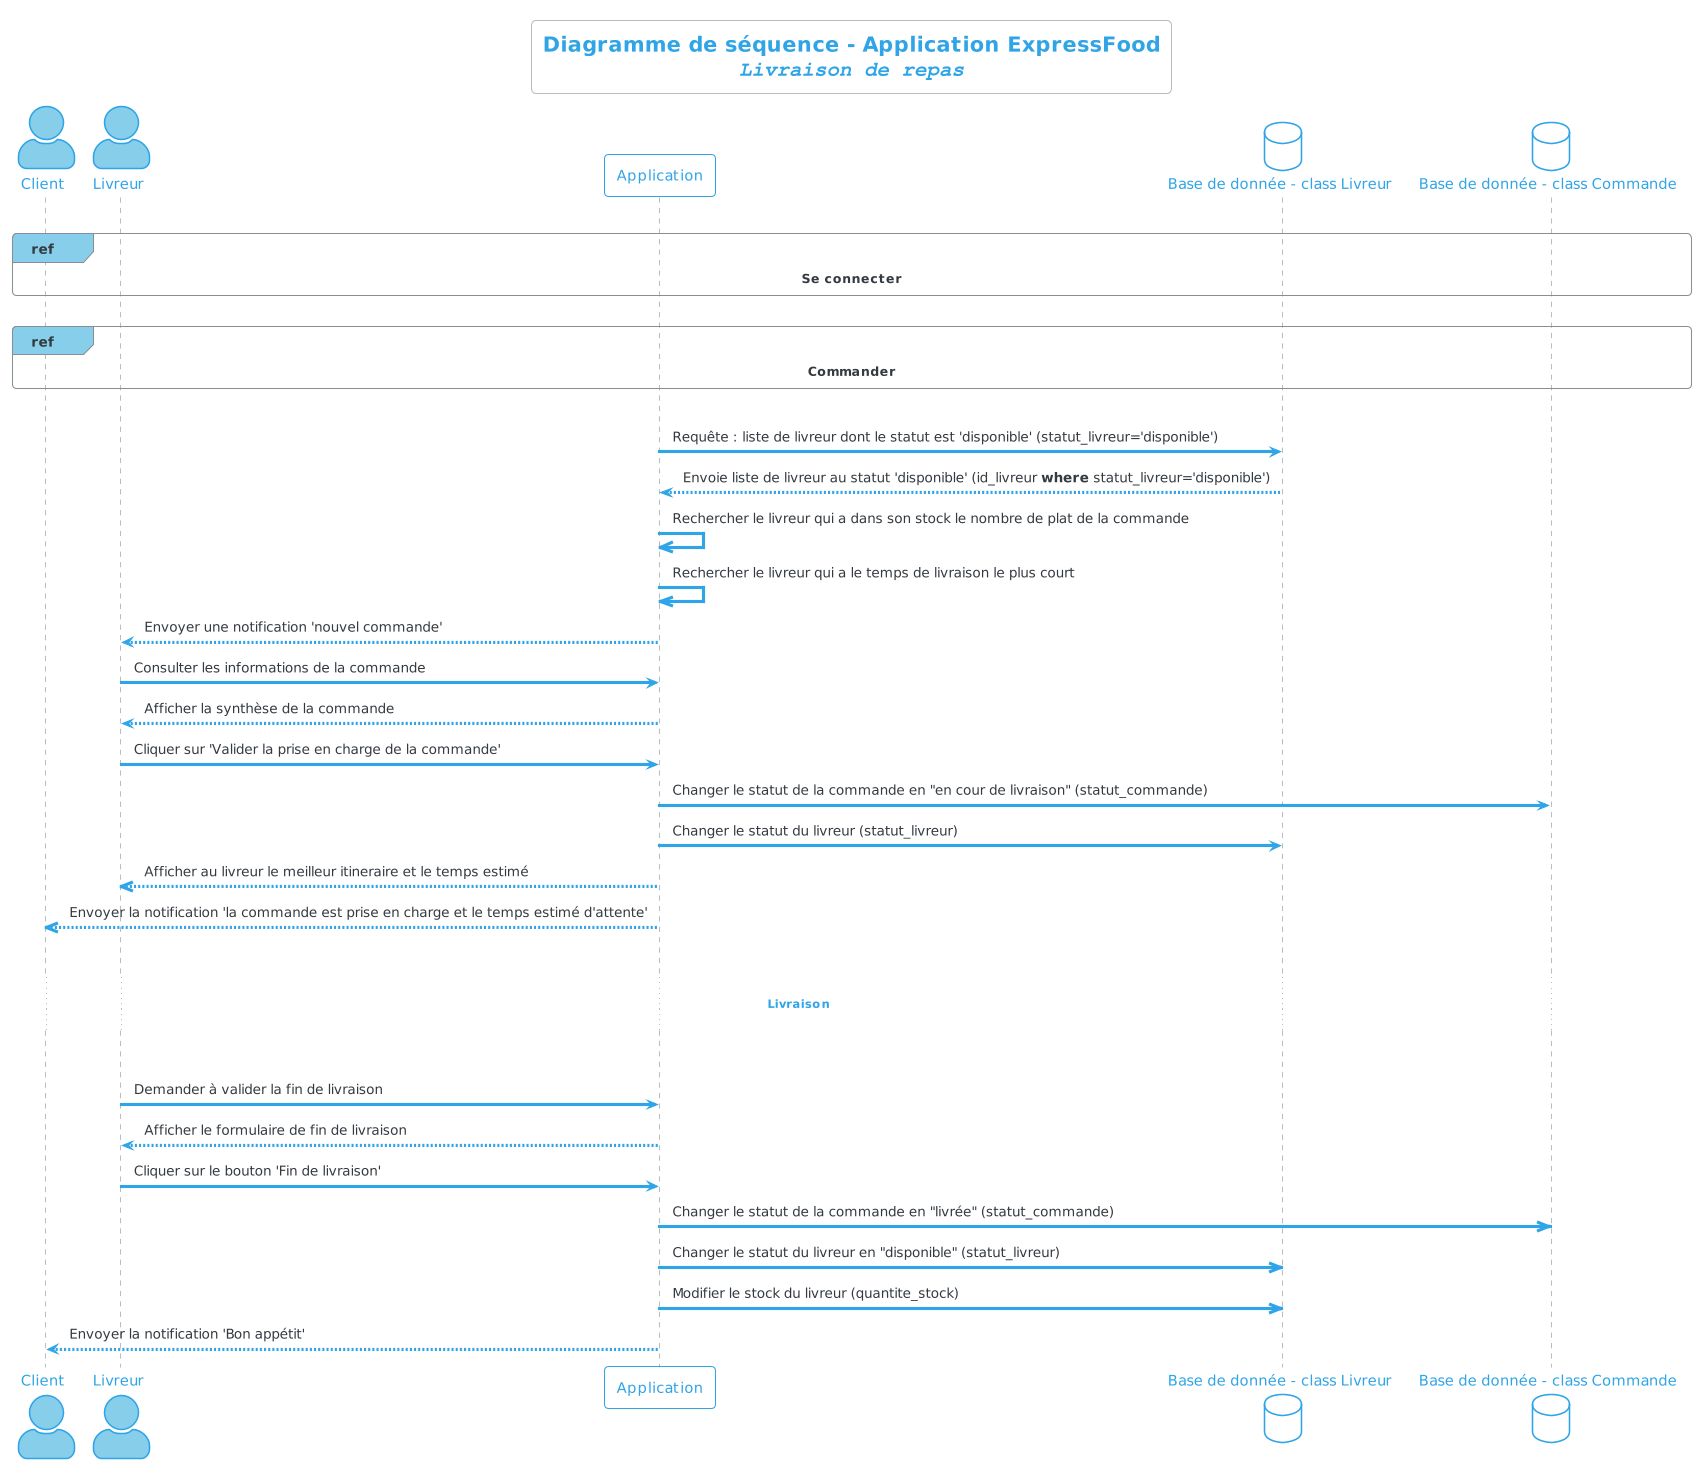 Diagramme de séquence - Application ExpressFood
Livraison de repas
Client
Livreur
Application
Base de donnée - class Livreur
Base de donnée - class Commande
ref
Se connecter
ref
Commander
Requête : liste de livreur dont le statut est 'disponible' (statut_livreur='disponible')
Envoie liste de livreur au statut 'disponible' (id_livreur where statut_livreur='disponible')
Rechercher le livreur qui a dans son stock le nombre de plat de la commande
Rechercher le livreur qui a le temps de livraison le plus court
Envoyer une notification 'nouvel commande'
Consulter les informations de la commande
Afficher la synthèse de la commande
Cliquer sur 'Valider la prise en charge de la commande'
Changer le statut de la commande en "en cour de livraison" (statut_commande)
Changer le statut du livreur (statut_livreur)
Afficher au livreur le meilleur itineraire et le temps estimé
Envoyer la notification 'la commande est prise en charge et le temps estimé d'attente'
Livraison
Demander à valider la fin de livraison
Afficher le formulaire de fin de livraison
Cliquer sur le bouton 'Fin de livraison'
Changer le statut de la commande en "livrée" (statut_commande)
Changer le statut du livreur en "disponible" (statut_livreur)
Modifier le stock du livreur (quantite_stock)
Envoyer la notification 'Bon appétit'
Client
Livreur
Application
Base de donnée - class Livreur
Base de donnée - class Commande